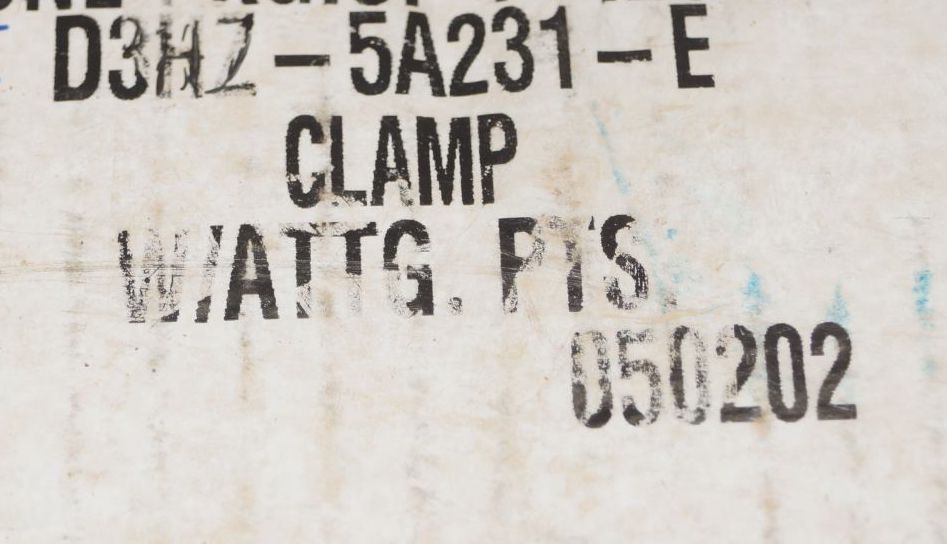 D3HZ-5A231-E
CLAMP
W/ATTG. PTS.
050202